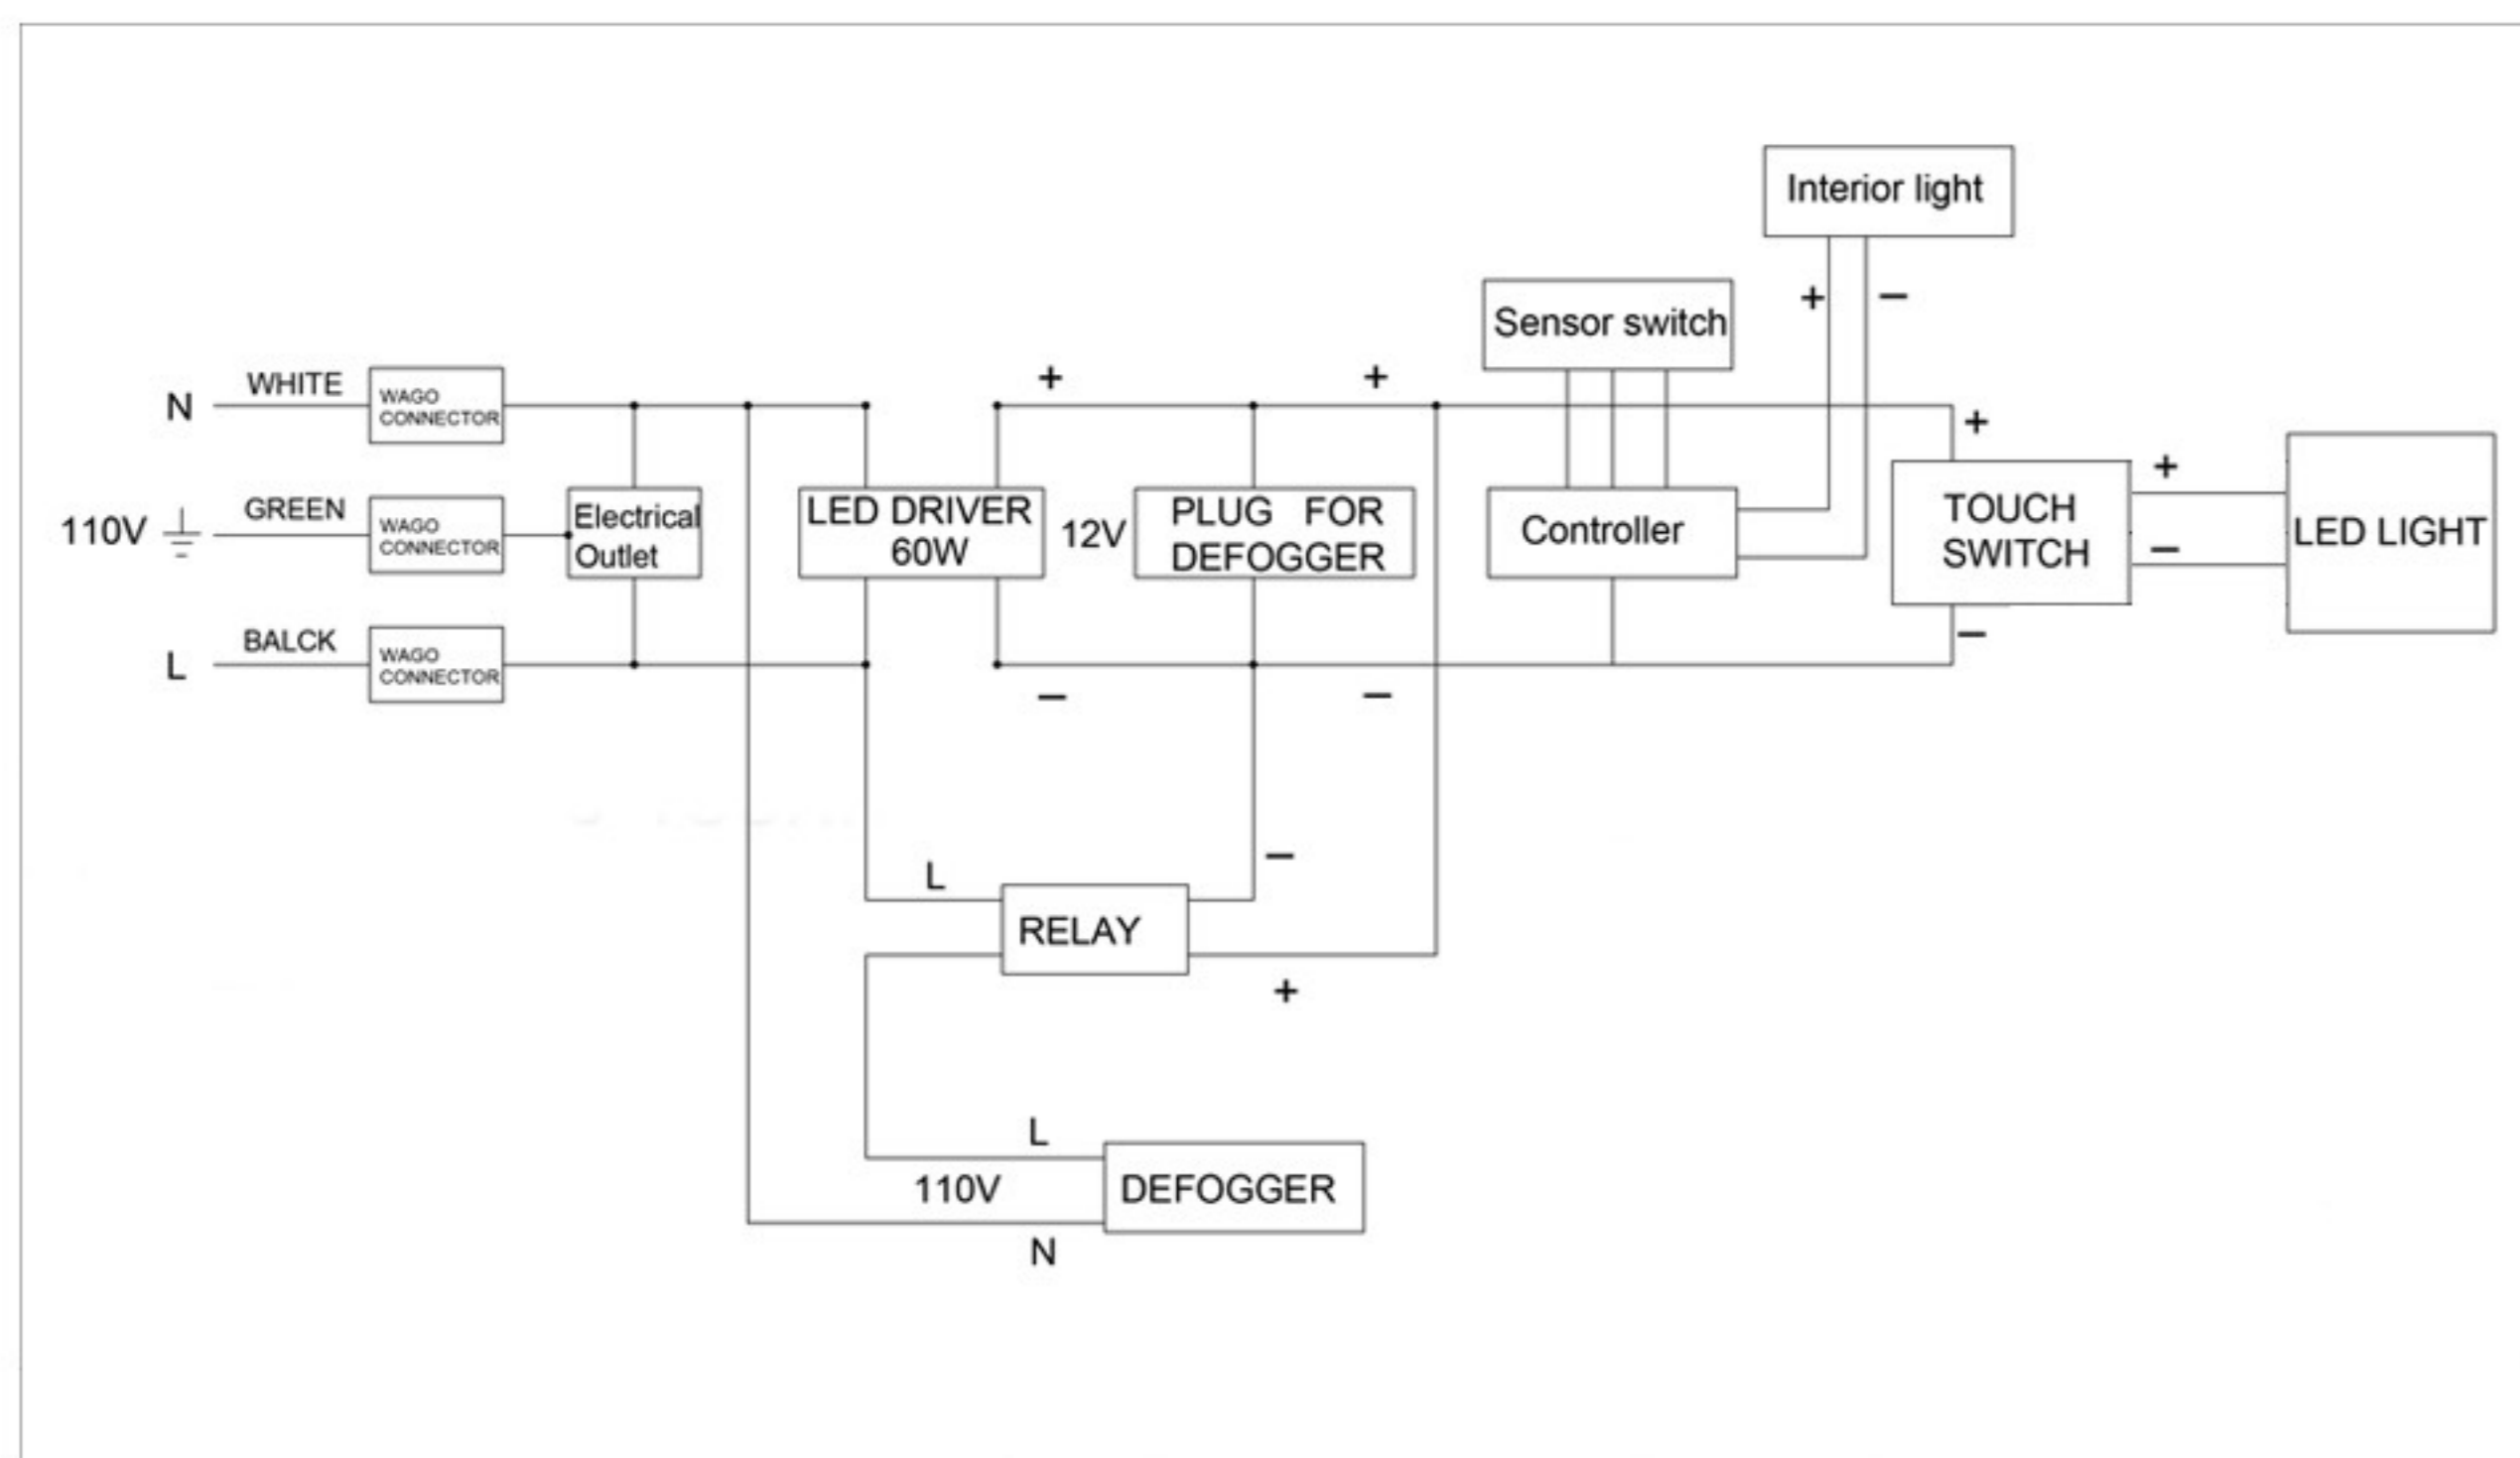 Interior light
+ −
Sensor switch
+ +
N WHITE WAGO
CONNECTOR
+
+
110V GREEN WAGO
CONNECTOR
Electrical
Outlet
LED DRIVER
60W
12V
PLUG FOR
DEFOGGER
Controller
TOUCH
SWITCH
−
LED LIGHT
L BALCK WAGO
CONNECTOR
−
− −
L
−
RELAY
+
L
110V
DEFOGGER
N